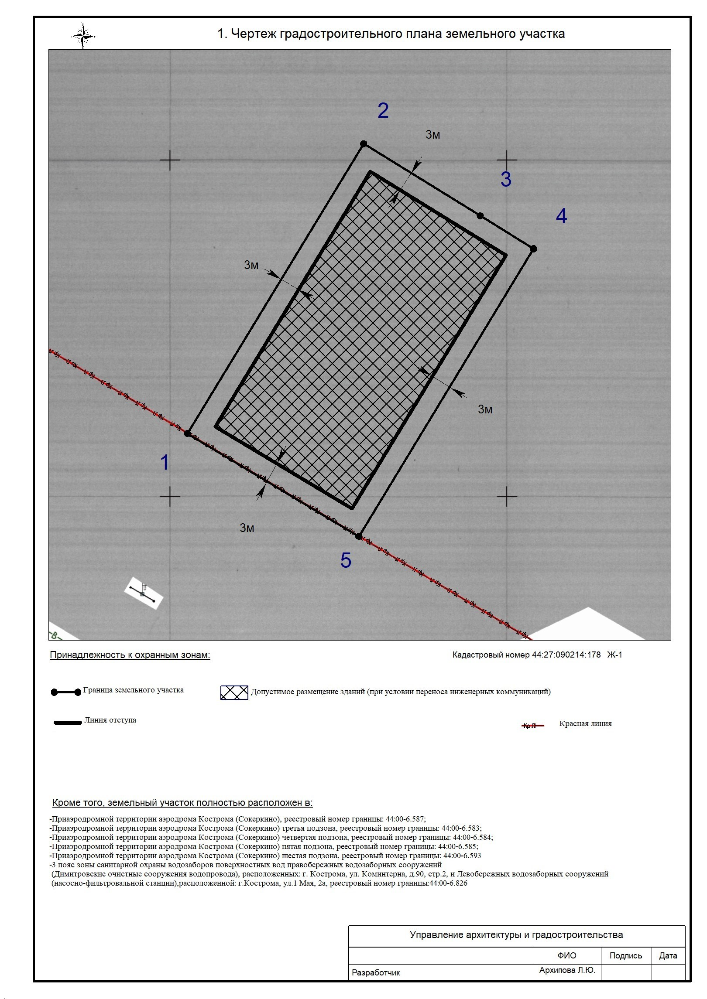 С
1. Чертеж градостроительного плана земельного участка
2
3м
3
4
3м
3м
1
3м
5
В
Принадлежность к охранным зонам:
Кадастровый номер 44:27:090214:178 Ж-1
Граница земельного участка
Допустимое размещение зданий (при условии переноса инженерных коммуникаций)
Линия отступа
Кр Л
Красная линия
Кроме того, земельный участок полностью расположен в:
-Приаэродромной территории аэродрома Кострома (Сокеркино), реестровый номер границы: 44:00-6.587;
-Приаэродромной территории аэродрома Кострома (Сокеркино) третья подзона, реестровый номер границы: 44:00-6.583;
-Приаэродромной территории аэродрома Кострома (Сокеркино) четвертая подзона, реестровый номер границы: 44:00-6.584;
-Приаэродромной территории аэродрома Кострома (Сокеркино) пятая подзона, реестровый номер границы: 44:00-6.585;
-Приаэродромной территории аэродрома Кострома (Сокеркино) шестая подзона, реестровый номер границы: 44:00-6.593
-3 пояс зоны санитарной охраны водозаборов поверхностных вод правобережных водозаборных сооружений
(Димитровские очистные сооружения водопровода), расположенных: г. Кострома, ул. Коминтерна, д.90, стр.2, и Левобережных водозаборных сооружений
(насосно-фильтровальной станции),расположенной: г.Кострома, ул.1 Мая, 2а, реестровый номер границы:44:00-6.826
Управление архитектуры и градостроительства
ФИО Подпись Дата
Разработчик Архипова Л.Ю.